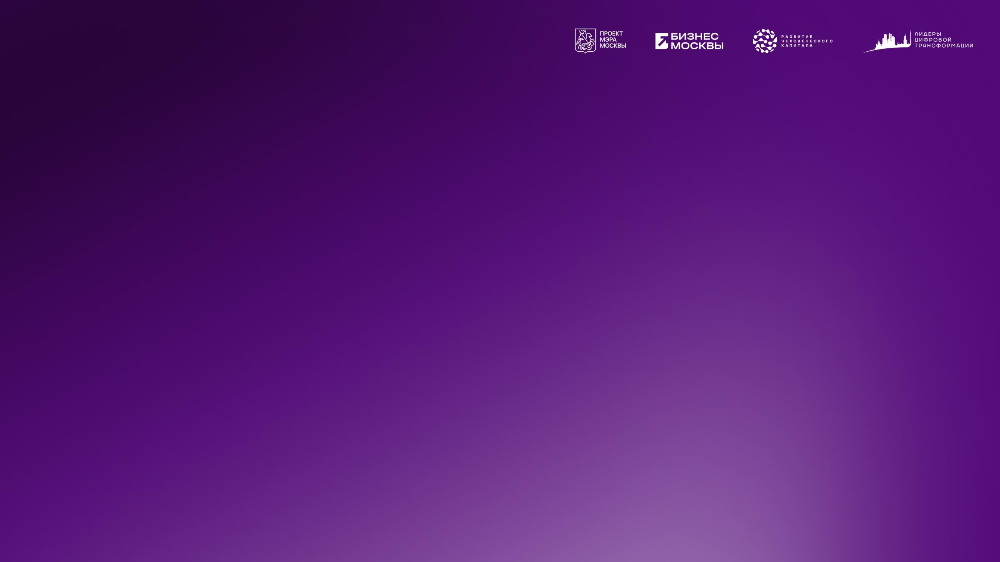 ПРОЕКТ
МЭРА
МОСКВЫ
БИЗНЕС
МОСКВЫ
РАЗВИТИЕ
ЧЕЛОВЕЧЕСКОГО
КАПИТАЛА
ЛИДЕРЫ
ЦИФРОВОЙ
ТРАНСФОРМАЦИИ